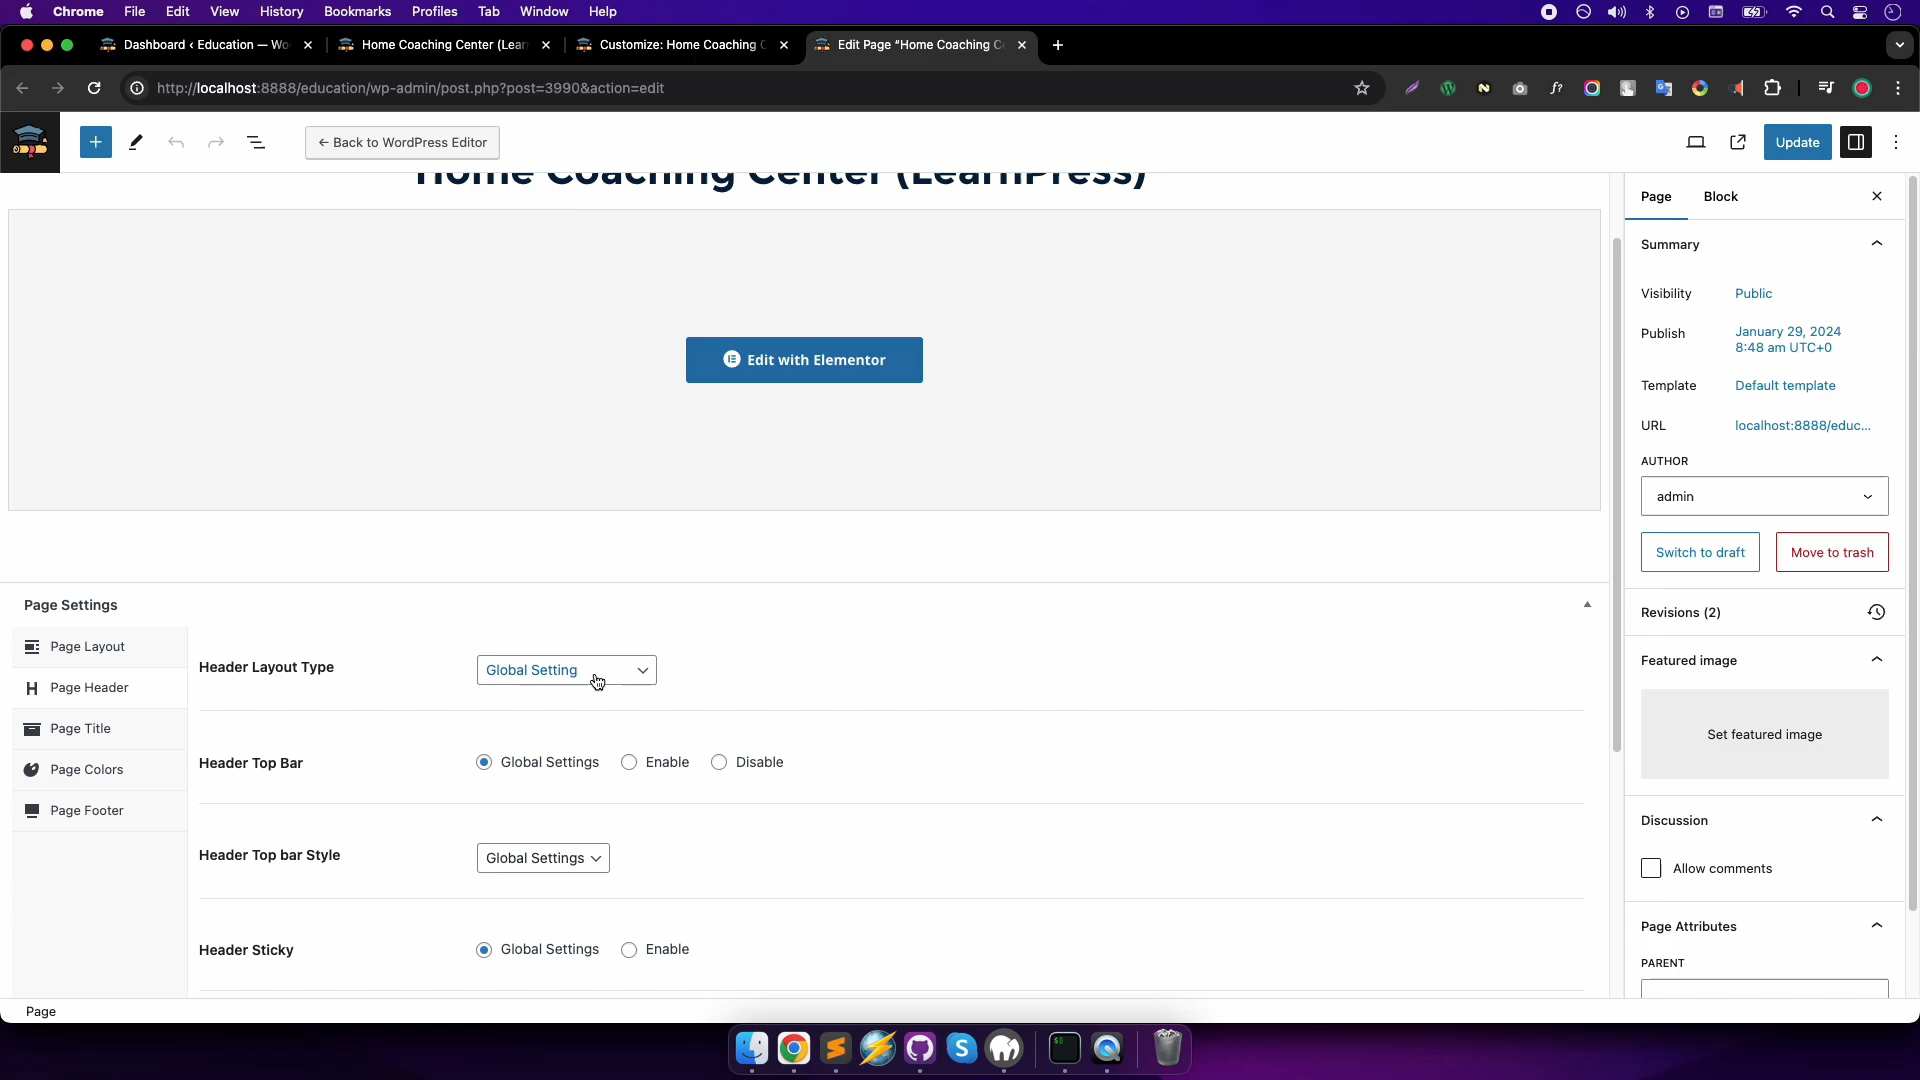 Chrome File Edit View History Bookmarks Profiles Tab Window Help
Dashboard ‹ Education — Wo
Home Coaching Center (Lear
Customize: Home Coaching C
Edit Page "Home Coaching Ce
http://localhost:8888/education/wp-admin/post.php?post=3990&action=edit
← Back to WordPress Editor
Update
Home Coaching Center (LearnPress)
Edit with Elementor
Page Settings
Page Layout
Page Header
Page Title
Page Colors
Page Footer
Header Layout Type
Global Setting
Header Top Bar
Global Settings Enable Disable
Header Top bar Style
Global Settings
Header Sticky
Global Settings Enable
Page Block
Summary
Visibility Public
Publish January 29, 2024
8:48 am UTC+0
Template Default template
URL localhost:8888/educ...
AUTHOR
admin
Switch to draft Move to trash
Revisions (2)
Featured image
Set featured image
Discussion
Allow comments
Page Attributes
PARENT
Page